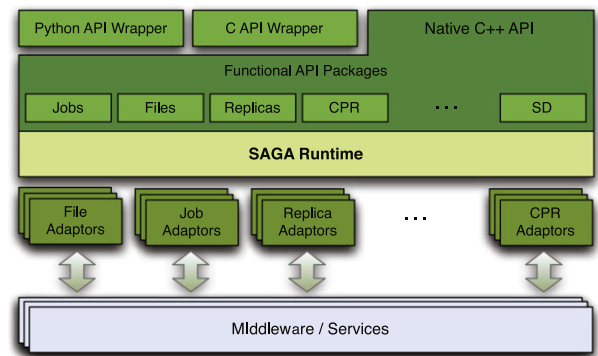 Python API Wrapper
C API Wrapper
Native C++ API
Functional API Packages
Jobs
Files
Replicas
CPR
...
SD
SAGA Runtime
File
Adaptors
Job
Adaptors
Replica
Adaptors
...
CPR
Adaptors
MIddleware / Services